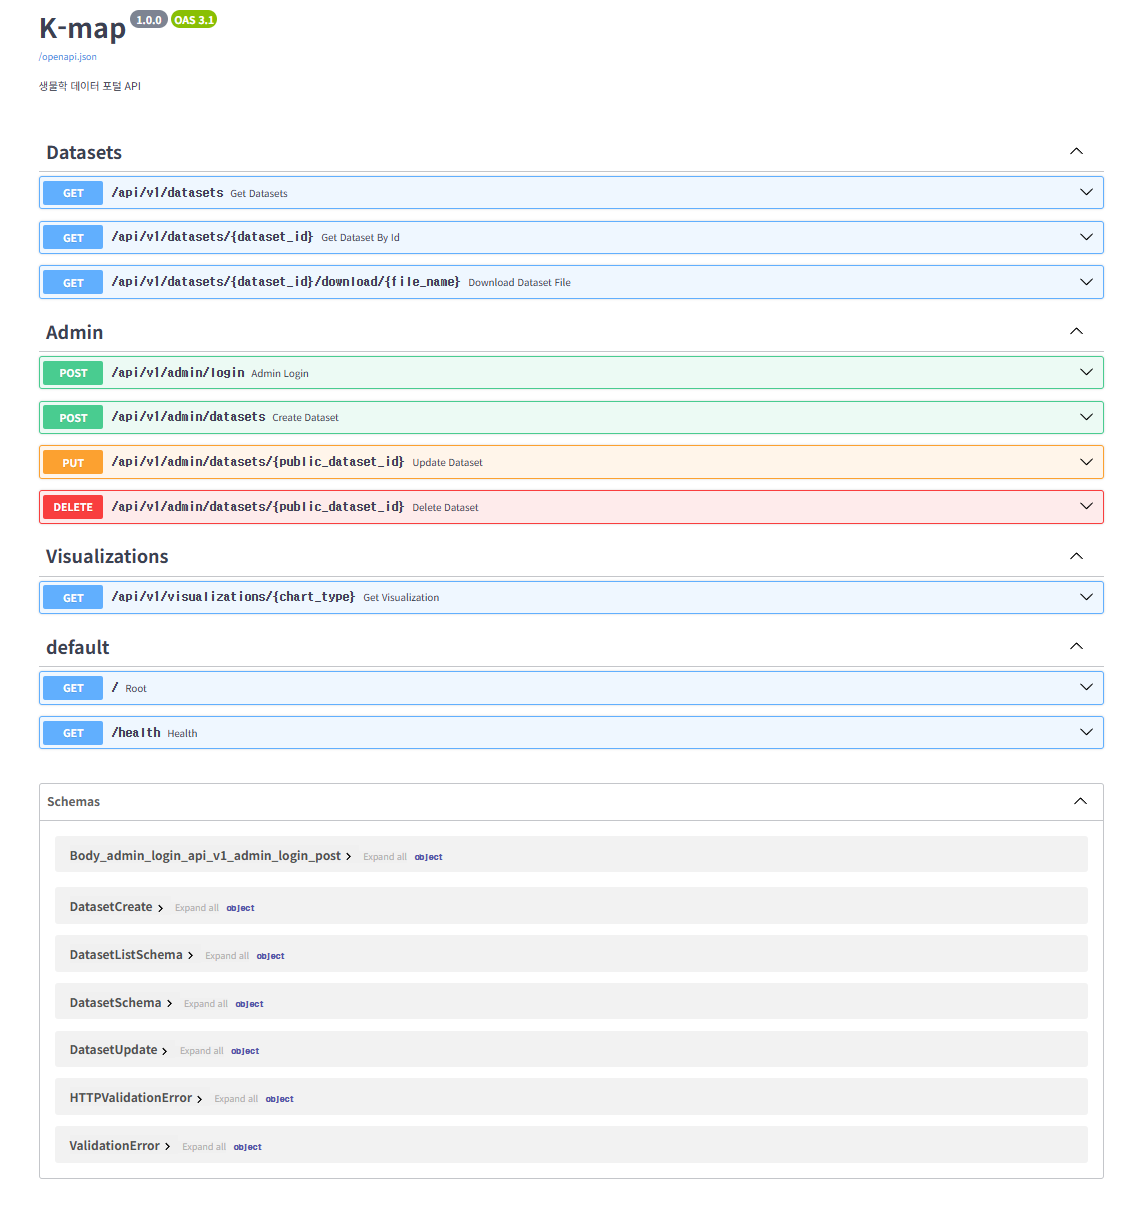 K-map 1.0.0 OAS 3.1
/openapi.json
생물학 데이터 포털 API
Datasets
GET /api/v1/datasets Get Datasets
GET /api/v1/datasets/{dataset_id} Get Dataset By Id
GET /api/v1/datasets/{dataset_id}/download/{file_name} Download Dataset File
Admin
POST /api/v1/admin/login Admin Login
POST /api/v1/admin/datasets Create Dataset
PUT /api/v1/admin/datasets/{public_dataset_id} Update Dataset
DELETE /api/v1/admin/datasets/{public_dataset_id} Delete Dataset
Visualizations
GET /api/v1/visualizations/{chart_type} Get Visualization
default
GET / Root
GET /health Health
Schemas
Body_admin_login_api_v1_admin_login_post Expand all object
DatasetCreate Expand all object
DatasetListSchema Expand all object
DatasetSchema Expand all object
DatasetUpdate Expand all object
HTTPValidationError Expand all object
ValidationError Expand all object